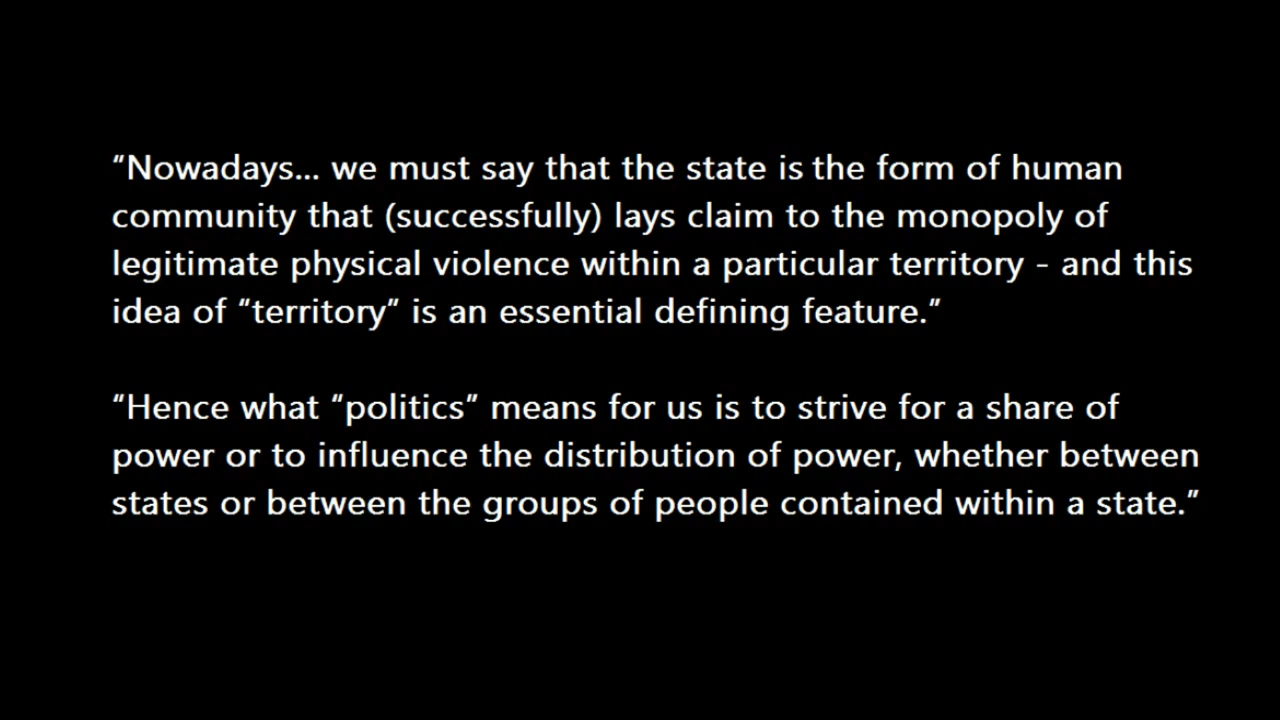 “Nowadays... we must say that the state is the form of human
community that (successfully) lays claim to the monopoly of
legitimate physical violence within a particular territory - and this
idea of “territory” is an essential defining feature.”
“Hence what “politics” means for us is to strive for a share of
power or to influence the distribution of power, whether between
states or between the groups of people contained within a state.”